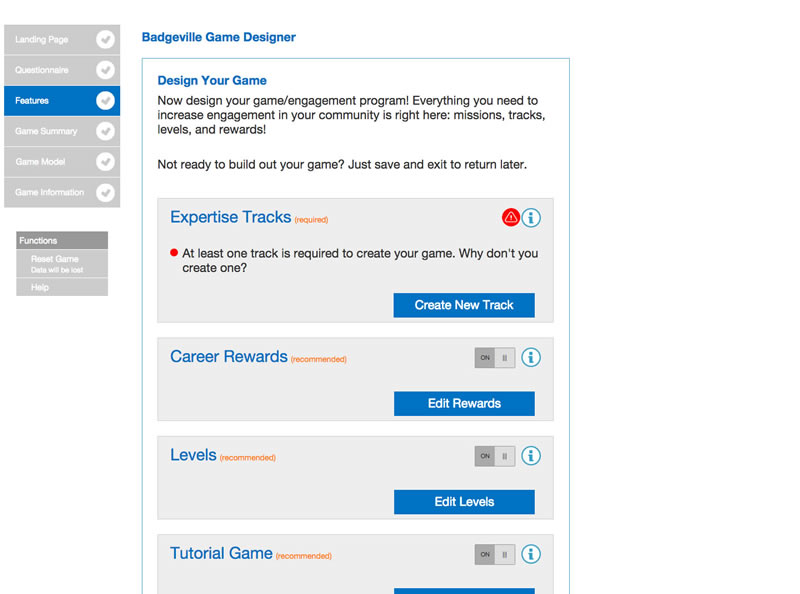 Landing Page
Questionnaire
Features
Game Summary
Game Model
Game Information
Functions
Reset Game
Data will be lost
Help
Badgeville Game Designer
Design Your Game
Now design your game/engagement program! Everything you need to
increase engagement in your community is right here: missions, tracks,
levels, and rewards!
Not ready to build out your game? Just save and exit to return later.
Expertise Tracks (required)
At least one track is required to create your game. Why don't you
create one?
Create New Track
Career Rewards (recommended)
ON
Edit Rewards
Levels (recommended)
ON
Edit Levels
Tutorial Game (recommended)
ON